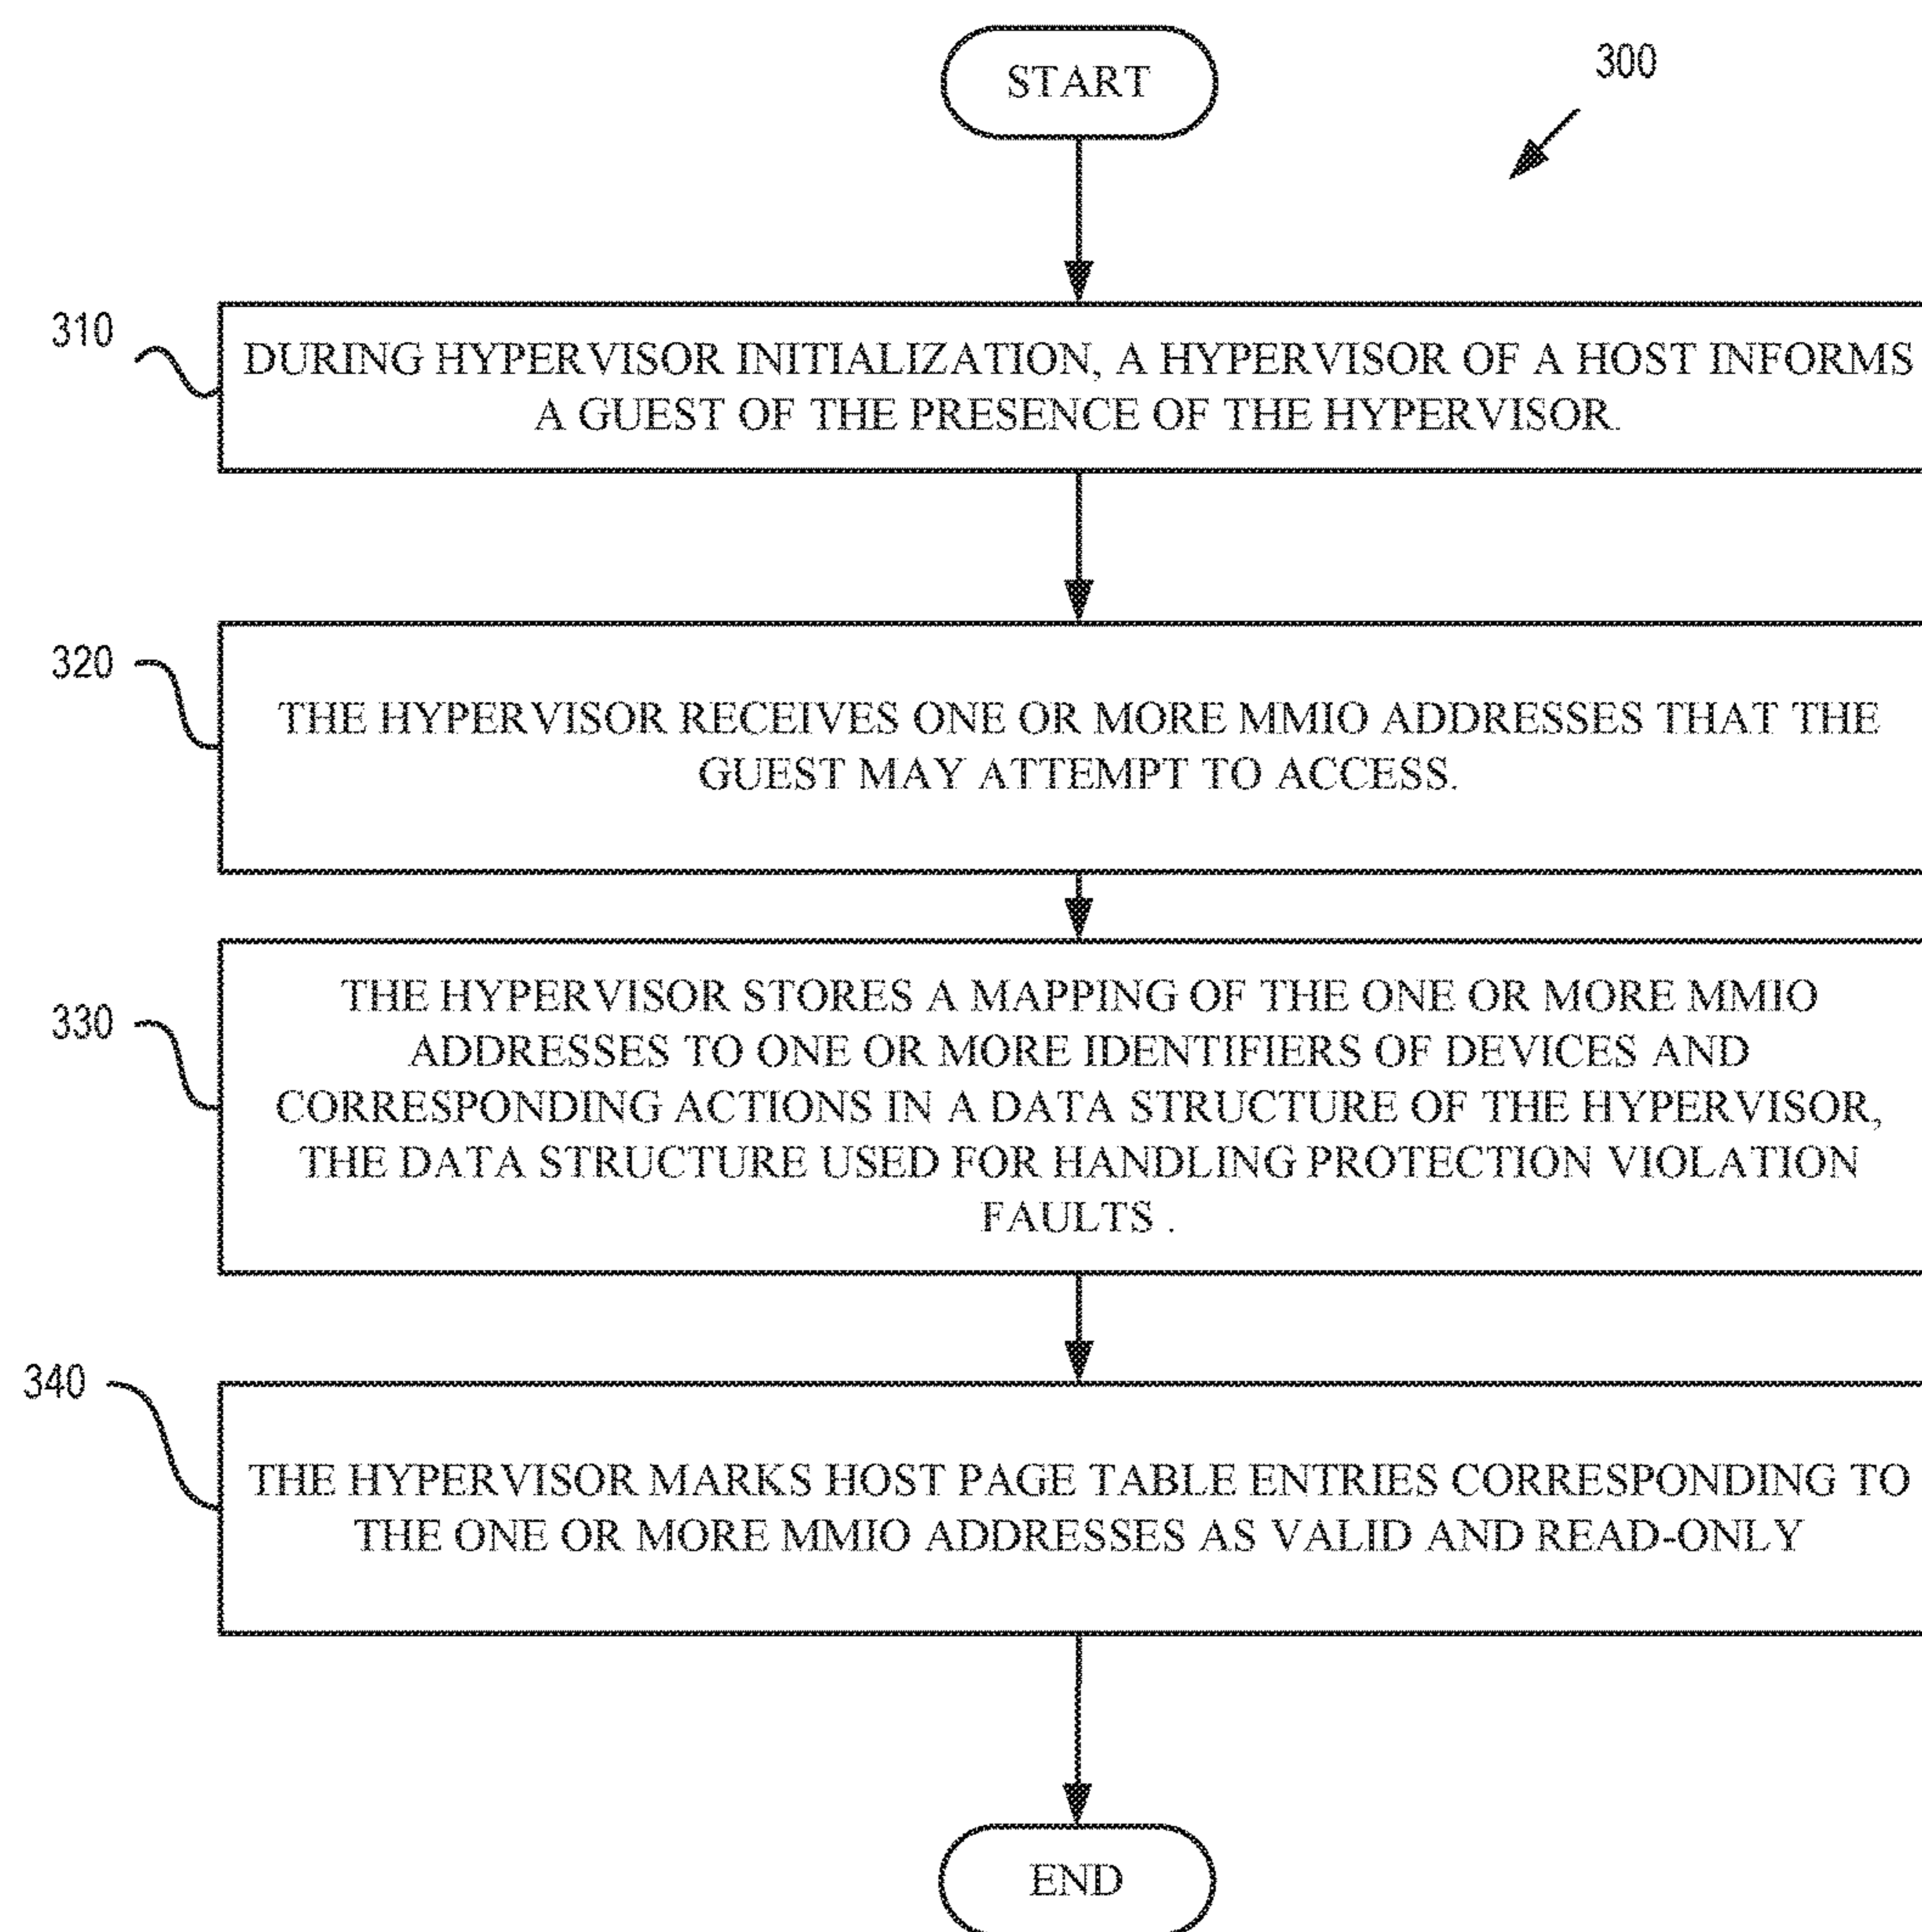 START
300
310
DURING HYPERVISOR INITIALIZATION, A HYPERVISOR OF A HOST INFORMS
A GUEST OF THE PRESENCE OF THE HYPERVISOR.
320
THE HYPERVISOR RECEIVES ONE OR MORE MMIO ADDRESSES THAT THE
GUEST MAY ATTEMPT TO ACCESS.
330
THE HYPERVISOR STORES A MAPPING OF THE ONE OR MORE MMIO
ADDRESSES TO ONE OR MORE IDENTIFIERS OF DEVICES AND
CORRESPONDING ACTIONS IN A DATA STRUCTURE OF THE HYPERVISOR,
THE DATA STRUCTURE USED FOR HANDLING PROTECTION VIOLATION
FAULTS .
340
THE HYPERVISOR MARKS HOST PAGE TABLE ENTRIES CORRESPONDING TO
THE ONE OR MORE MMIO ADDRESSES AS VALID AND READ-ONLY
END